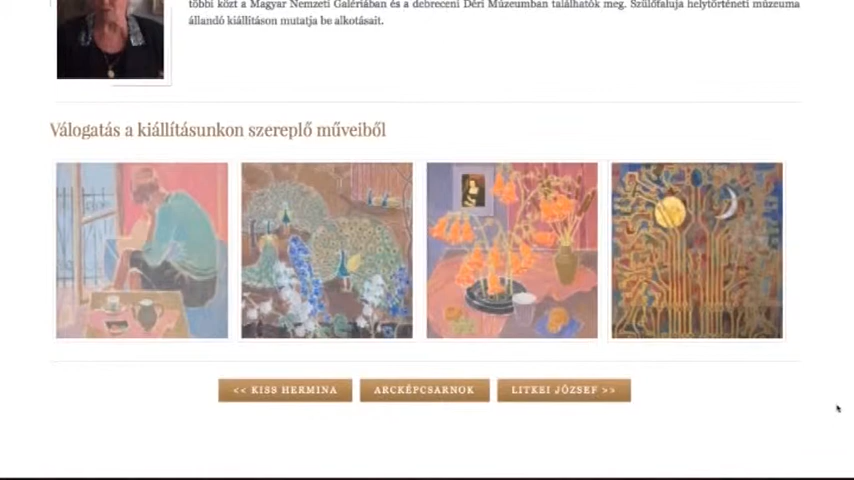 többi közt a Magyar Nemzeti Galériában és a debreceni Déri Múzeumban találhatók meg. Szülőfaluja helytörténeti múzeuma
állandó kiállításon mutatja be alkotásait.
Válogatás a kiállításunkon szereplő műveiből
<< KISS HERMINA
ARCKÉPCSARNOK
LITKEI JÓZSEF >>